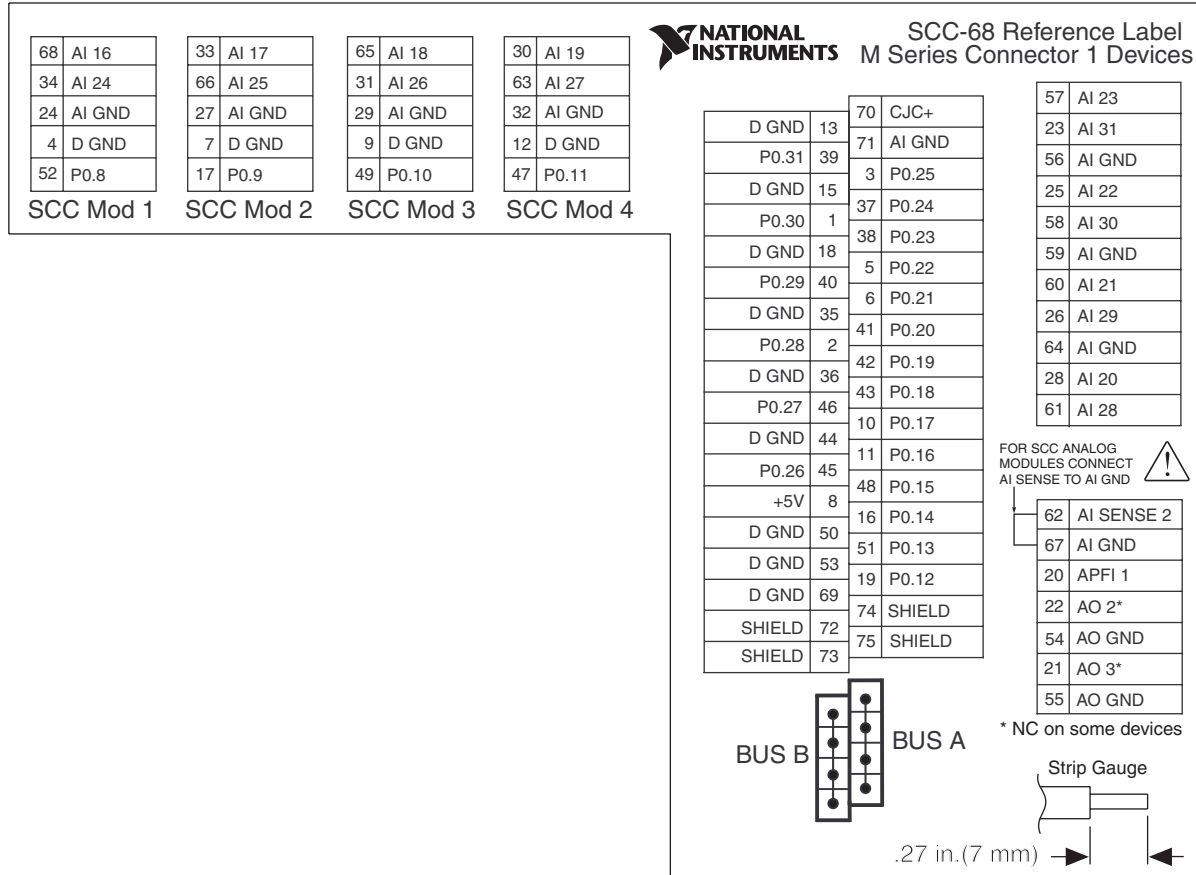 NATIONAL
INSTRUMENTS
SCC-68 Reference Label
M Series Connector 1 Devices
68 AI 16
34 AI 24
24 AI GND
4 D GND
52 P0.8
SCC Mod 1
33 AI 17
66 AI 25
27 AI GND
7 D GND
17 P0.9
SCC Mod 2
65 AI 18
31 AI 26
29 AI GND
9 D GND
49 P0.10
SCC Mod 3
30 AI 19
63 AI 27
32 AI GND
12 D GND
47 P0.11
SCC Mod 4
D GND 13
P0.31 39
D GND 15
P0.30 1
D GND 18
P0.29 40
D GND 35
P0.28 2
D GND 36
P0.27 46
D GND 44
P0.26 45
+5V 8
D GND 50
D GND 53
D GND 69
SHIELD 72
SHIELD 73
70 CJC+
71 AI GND
3 P0.25
37 P0.24
38 P0.23
5 P0.22
6 P0.21
41 P0.20
42 P0.19
43 P0.18
10 P0.17
11 P0.16
48 P0.15
16 P0.14
51 P0.13
19 P0.12
74 SHIELD
75 SHIELD
57 AI 23
23 AI 31
56 AI GND
25 AI 22
58 AI 30
59 AI GND
60 AI 21
26 AI 29
64 AI GND
28 AI 20
61 AI 28
FOR SCC ANALOG
MODULES CONNECT
AI SENSE TO AI GND
!
62 AI SENSE 2
67 AI GND
20 APFI 1
22 AO 2*
54 AO GND
21 AO 3*
55 AO GND
* NC on some devices
BUS B
BUS A
Strip Gauge
.27 in.(7 mm)